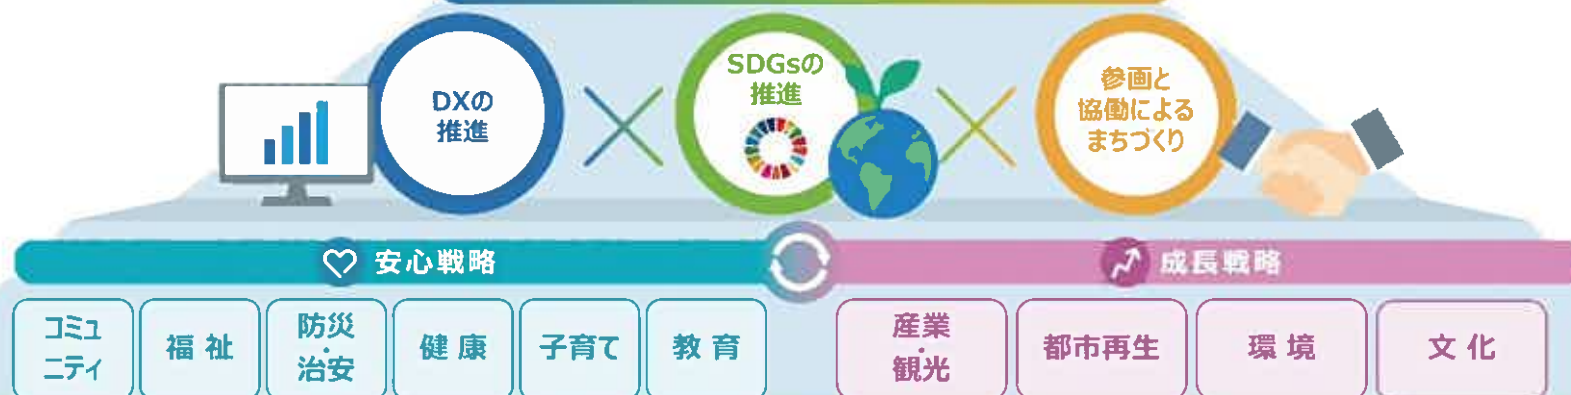 DXの
推進
SDGsの
推進
参画と
協働による
まちづくり
安心戦略
成長戦略
コミュ
ニティ
福祉
防災
・
治安
健康
子育て
教育
産業
・
観光
都市再生
環境
文化